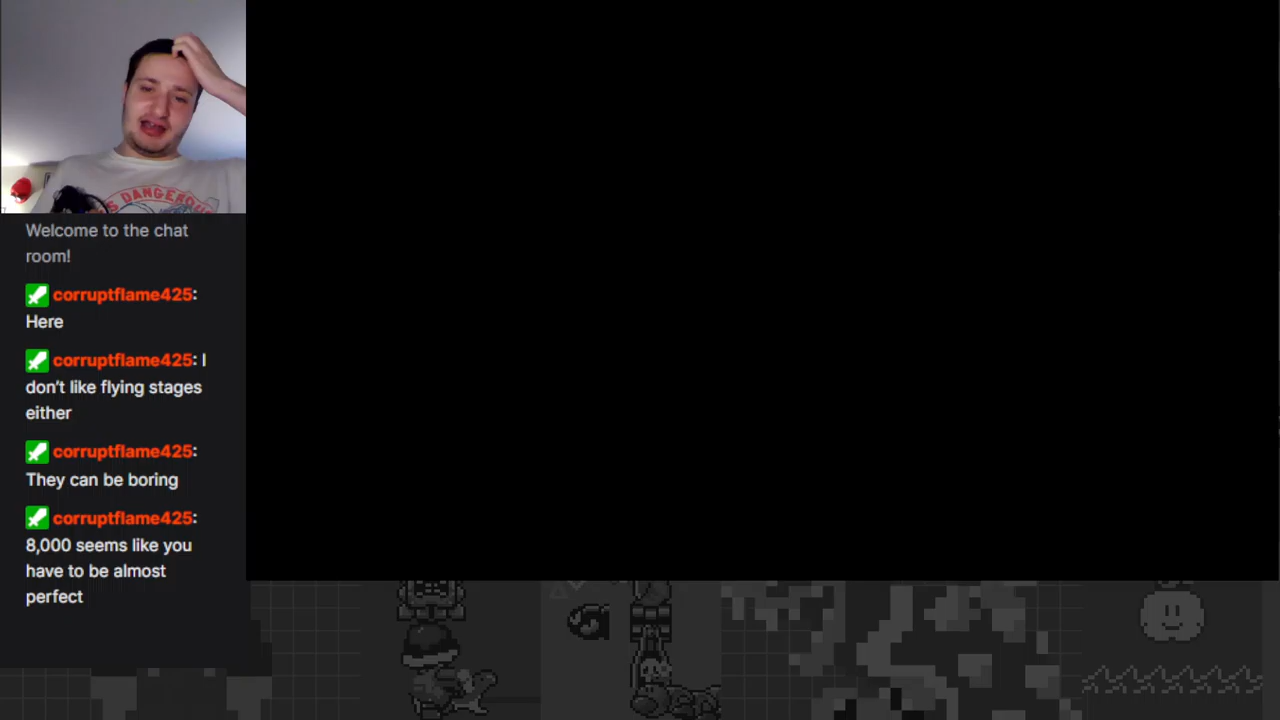 S DANGEROUS
Welcome to the chat
room!
corruptflame425:
Here
corruptflame425: I
don't like flying stages
either
corruptflame425:
They can be boring
corruptflame425:
8,000 seems like you
have to be almost
perfect